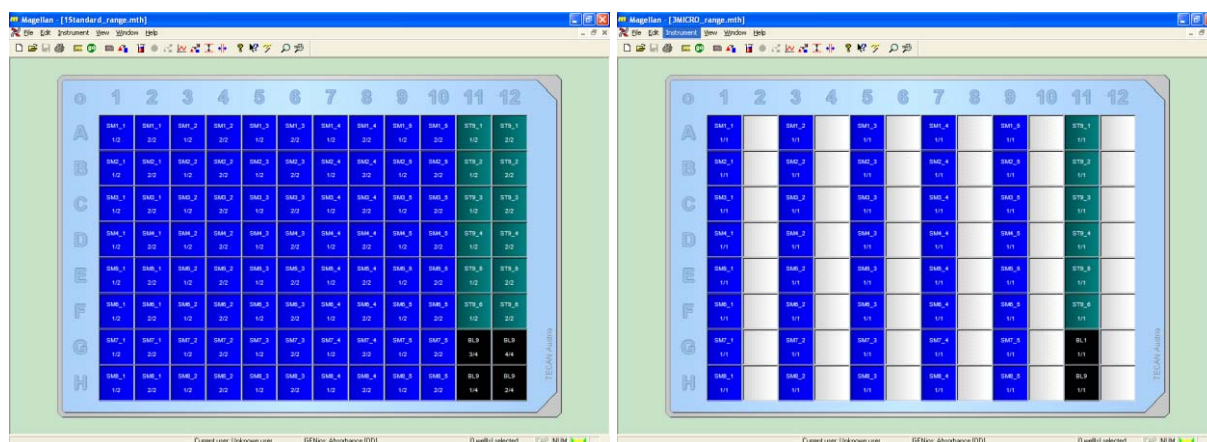 Magellan - [1Standard_range.mth]
File Edit Instrument View Window Help
o 1 2 3 4 5 6 7 8 9 10 11 12
A SM1_1 SM1_1 SM1_2 SM1_2 SM1_3 SM1_3 SM1_4 SM1_4 SM1_5 SM1_5 ST9_1 ST9_1
1/2 2/2 1/2 2/2 1/2 2/2 1/2 2/2 1/2 2/2 1/2 2/2
B SM2_1 SM2_1 SM2_2 SM2_2 SM2_3 SM2_3 SM2_4 SM2_4 SM2_5 SM2_5 ST9_2 ST9_2
1/2 2/2 1/2 2/2 1/2 2/2 1/2 2/2 1/2 2/2 1/2 2/2
C SM3_1 SM3_1 SM3_2 SM3_2 SM3_3 SM3_3 SM3_4 SM3_4 SM3_5 SM3_5 ST9_3 ST9_3
1/2 2/2 1/2 2/2 1/2 2/2 1/2 2/2 1/2 2/2 1/2 2/2
D SM4_1 SM4_1 SM4_2 SM4_2 SM4_3 SM4_3 SM4_4 SM4_4 SM4_5 SM4_5 ST9_4 ST9_4
1/2 2/2 1/2 2/2 1/2 2/2 1/2 2/2 1/2 2/2 1/2 2/2
E SM5_1 SM5_1 SM5_2 SM5_2 SM5_3 SM5_3 SM5_4 SM5_4 SM5_5 SM5_5 ST9_5 ST9_5
1/2 2/2 1/2 2/2 1/2 2/2 1/2 2/2 1/2 2/2 1/2 2/2
F SM6_1 SM6_1 SM6_2 SM6_2 SM6_3 SM6_3 SM6_4 SM6_4 SM6_5 SM6_5 ST9_6 ST9_6
1/2 2/2 1/2 2/2 1/2 2/2 1/2 2/2 1/2 2/2 1/2 2/2
G SM7_1 SM7_1 SM7_2 SM7_2 SM7_3 SM7_3 SM7_4 SM7_4 SM7_5 SM7_5 BL9 BL9
1/2 2/2 1/2 2/2 1/2 2/2 1/2 2/2 1/2 2/2 3/4 4/4
H SM8_1 SM8_1 SM8_2 SM8_2 SM8_3 SM8_3 SM8_4 SM8_4 SM8_5 SM8_5 BL9 BL9
1/2 2/2 1/2 2/2 1/2 2/2 1/2 2/2 1/2 2/2 1/4 2/4
TECAN Austria
Current user: Unknown user GENios: Absorbance [OD] 0 well(s) selected CAP NUM
Magellan - [3MICRO_range.mth]
File Edit Instrument View Window Help
o 1 2 3 4 5 6 7 8 9 10 11 12
A SM1_1 SM1_2 SM1_3 SM1_4 SM1_5 ST9_1
1/1 1/1 1/1 1/1 1/1 1/1
B SM2_1 SM2_2 SM2_3 SM2_4 SM2_5 ST9_2
1/1 1/1 1/1 1/1 1/1 1/1
C SM3_1 SM3_2 SM3_3 SM3_4 SM3_5 ST9_3
1/1 1/1 1/1 1/1 1/1 1/1
D SM4_1 SM4_2 SM4_3 SM4_4 SM4_5 ST9_4
1/1 1/1 1/1 1/1 1/1 1/1
E SM5_1 SM5_2 SM5_3 SM5_4 SM5_5 ST9_5
1/1 1/1 1/1 1/1 1/1 1/1
F SM6_1 SM6_2 SM6_3 SM6_4 SM6_5 ST9_6
1/1 1/1 1/1 1/1 1/1 1/1
G SM7_1 SM7_2 SM7_3 SM7_4 SM7_5 BL1
1/1 1/1 1/1 1/1 1/1 1/1
H SM8_1 SM8_2 SM8_3 SM8_4 SM8_5 BL9
1/1 1/1 1/1 1/1 1/1 1/1
TECAN Austria
Current user: Unknown user GENios: Absorbance [OD] 0 well(s) selected CAP NUM